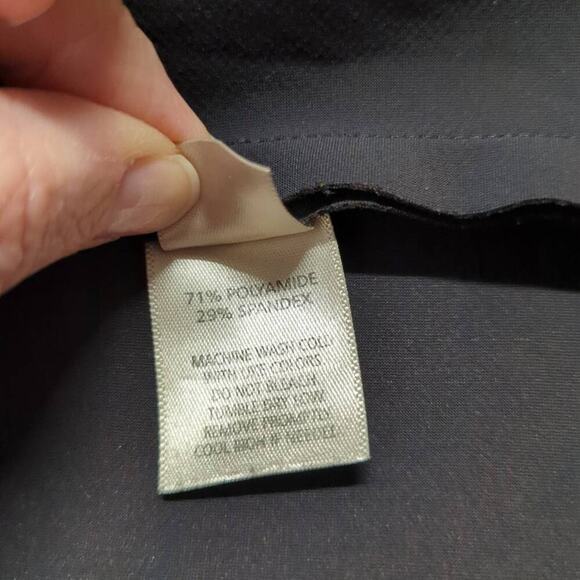 71% POLYAMIDE
29% SPANDEX
MACHINE WASH COLD
WITH LIKE COLORS.
DO NOT BLEACH.
TUMBLE DRY LOW.
REMOVE PROMPTLY.
COOL IRON IF NEEDED.